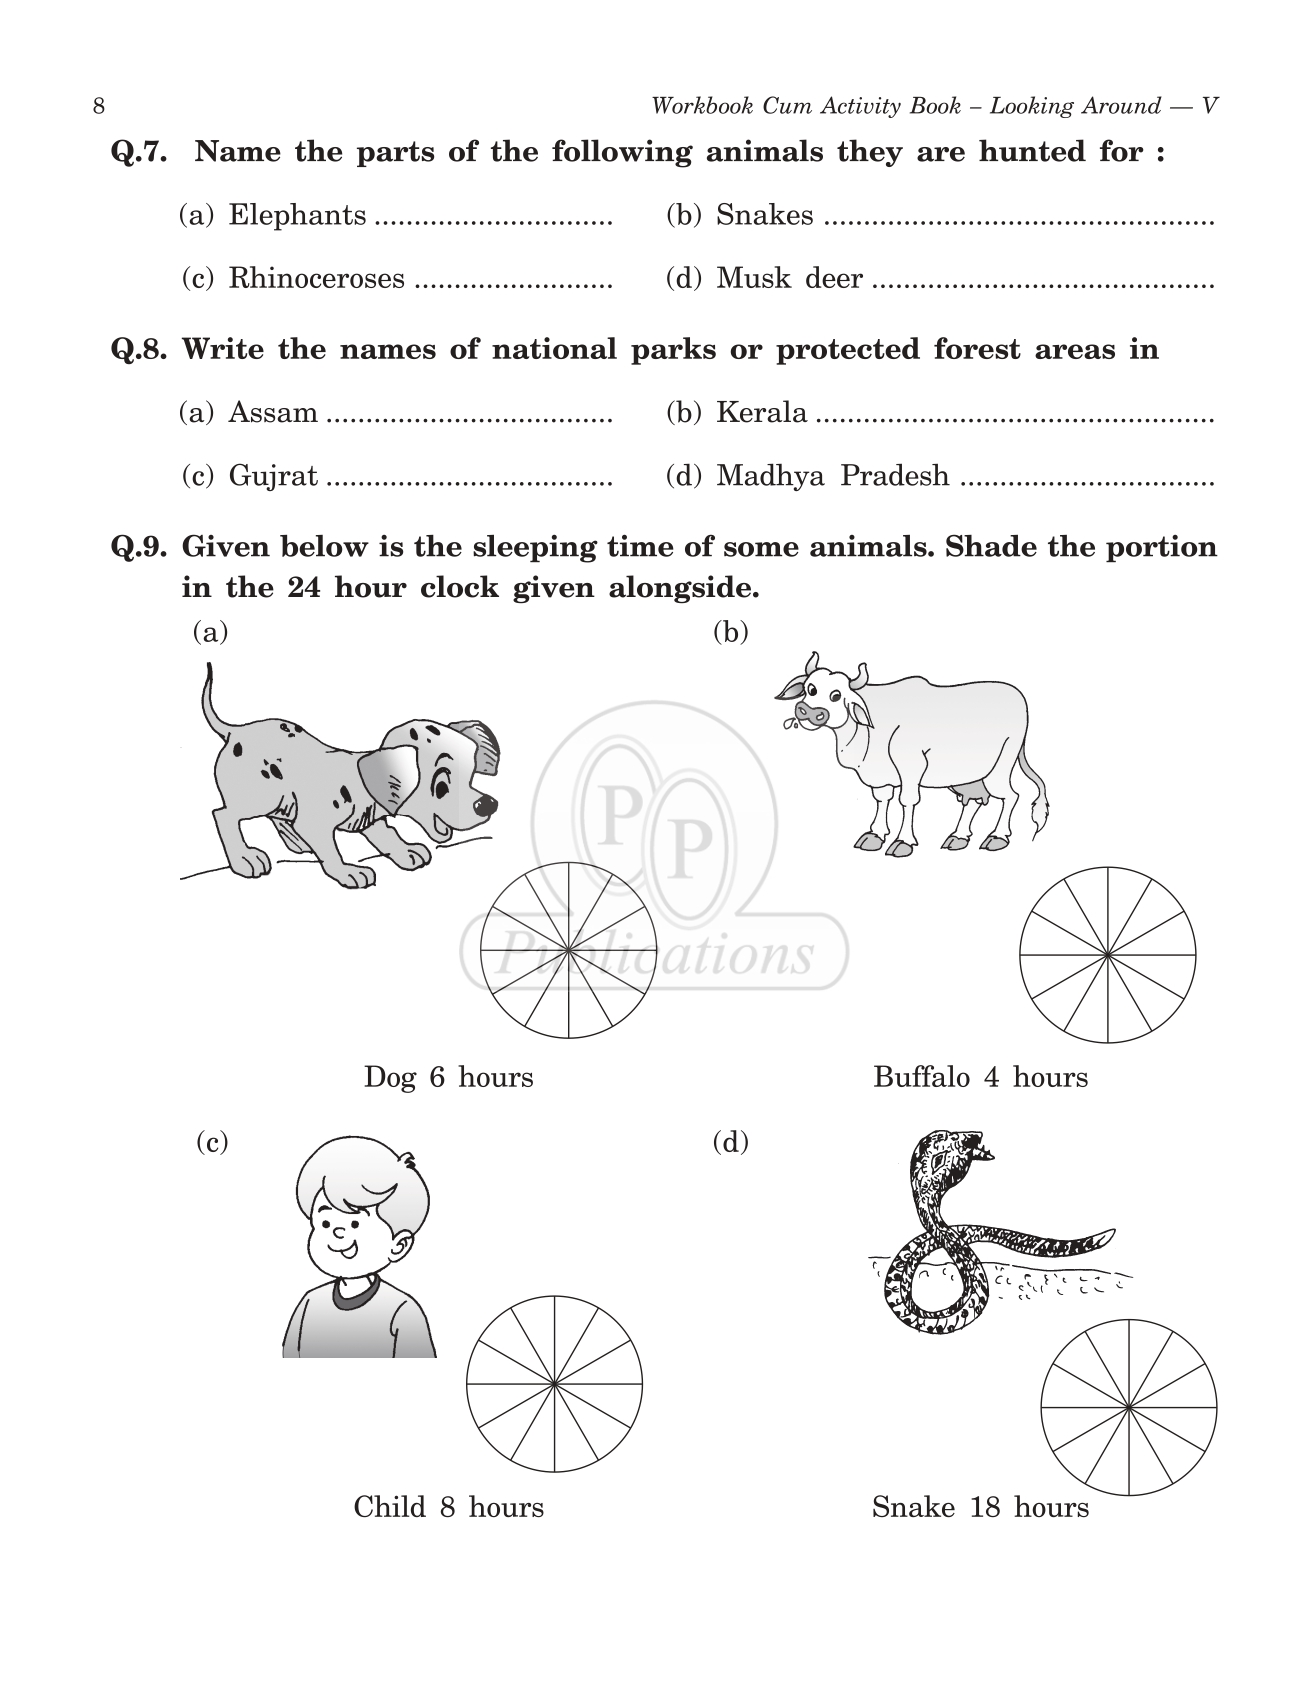 8 Workbook Cum Activity Book – Looking Around — V
Q.7. Name the parts of the following animals they are hunted for :
(a) Elephants .............................. (b) Snakes .................................................
(c) Rhinoceroses ......................... (d) Musk deer ...........................................
Q.8. Write the names of national parks or protected forest areas in
(a) Assam .................................... (b) Kerala ..................................................
(c) Gujrat .................................... (d) Madhya Pradesh ................................
Q.9. Given below is the sleeping time of some animals. Shade the portion
in the 24 hour clock given alongside.
(a) (b)
P
P
Publications
Dog 6 hours Buffalo 4 hours
(c) (d)
Child 8 hours Snake 18 hours